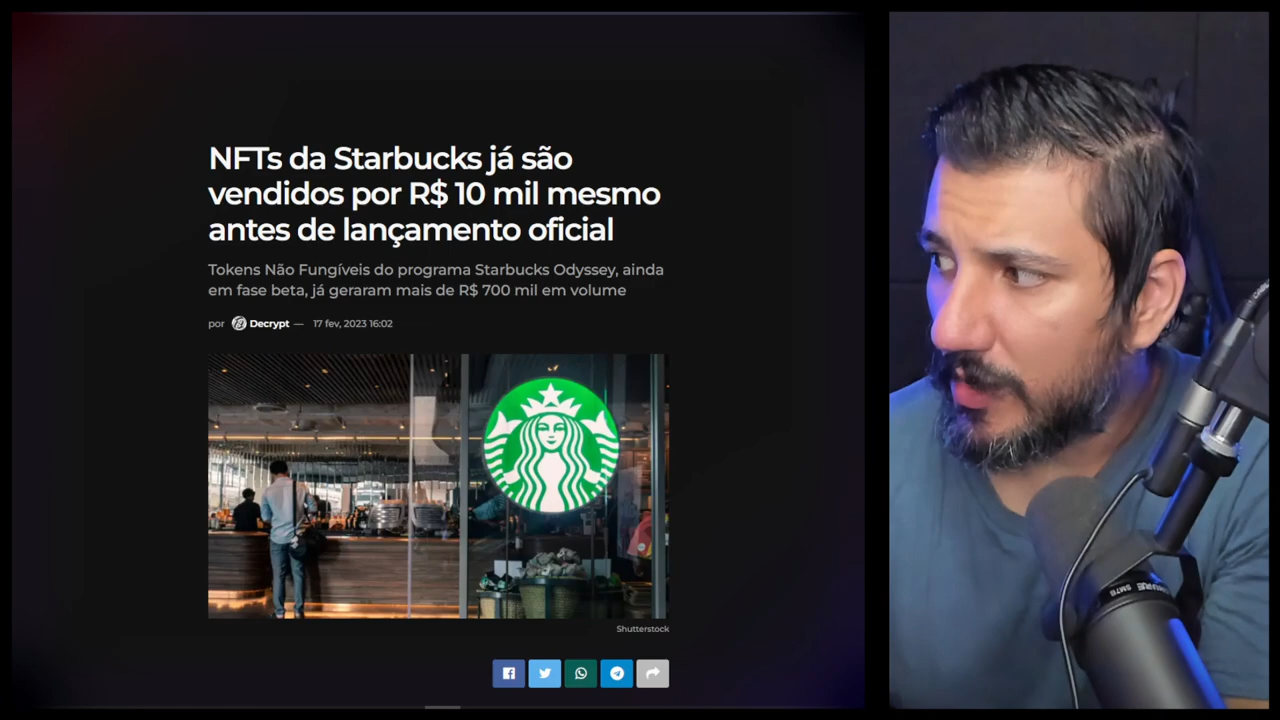 NFTs da Starbucks já são
vendidos por R$ 10 mil mesmo
antes de lançamento oficial
Tokens Não Fungíveis do programa Starbucks Odyssey, ainda
em fase beta, já geraram mais de R$ 700 mil em volume
por Decrypt — 17 fev, 2023 16:02
Shutterstock
SHURE SM7B